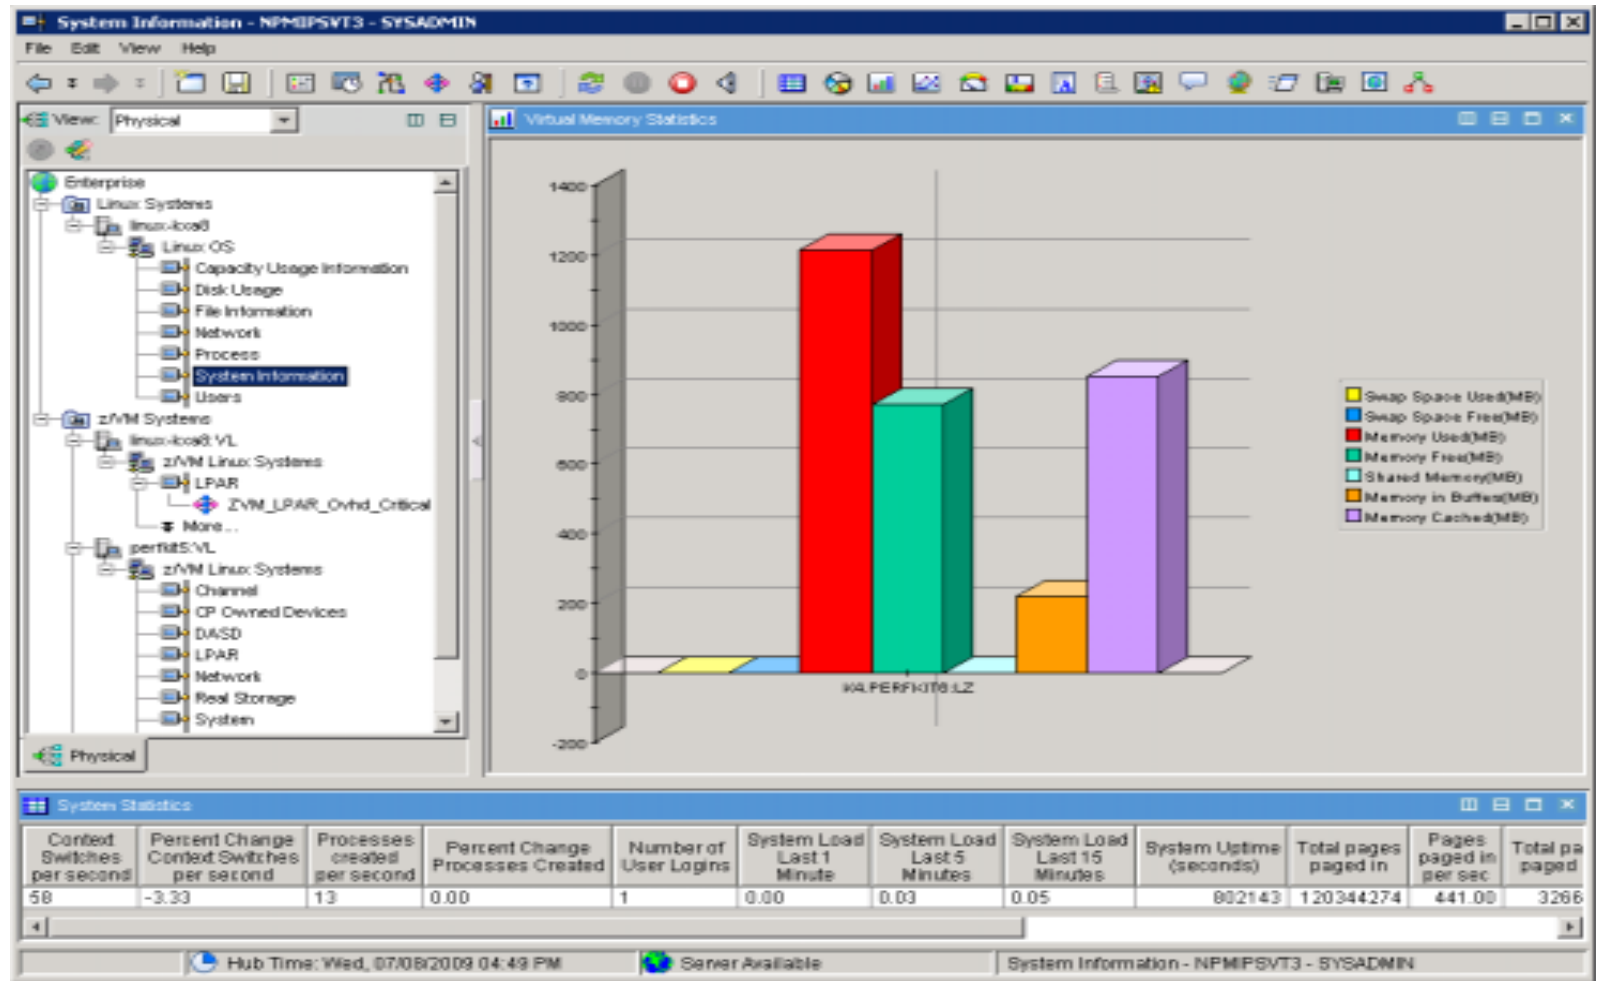 System Information - NPMIPSVT3 - SYSADMIN
File Edit View Help
View: Physical
Enterprise
Linux Systems
Linux OS
Capacity Usage Information
Disk Usage
File Information
Network
Process
System Information
Users
z/VM Systems
z/VM Linux Systems
LPAR
ZVM_LPAR_Ovhd_Critical
More...
perfkit5:VL
z/VM Linux Systems
Channel
CP Owned Devices
DASD
LPAR
Network
Real Storage
System
Physical
Virtual Memory Statistics
1400
1200
1000
800
600
400
200
0
-200
Swap Space Used(MB)
Swap Space Free(MB)
Memory Used(MB)
Memory Free(MB)
Shared Memory(MB)
Memory in Buffers(MB)
Memory Cached(MB)
System Statistics
Context Switches per second
Percent Change Context Switches per second
Processes created per second
Percent Change Processes Created
Number of User Logins
System Load Last 1 Minute
System Load Last 5 Minutes
System Load Last 15 Minutes
System Uptime (seconds)
Total pages paged in
Pages paged in per sec
Total pa paged
58 -3.33 13 0.00 1 0.00 0.03 0.05 802143 120344274 441.00 3266
Hub Time: Wed, 07/08/2009 04:49 PM
Server Available
System Information - NPMIPSVT3 - SYSADMIN